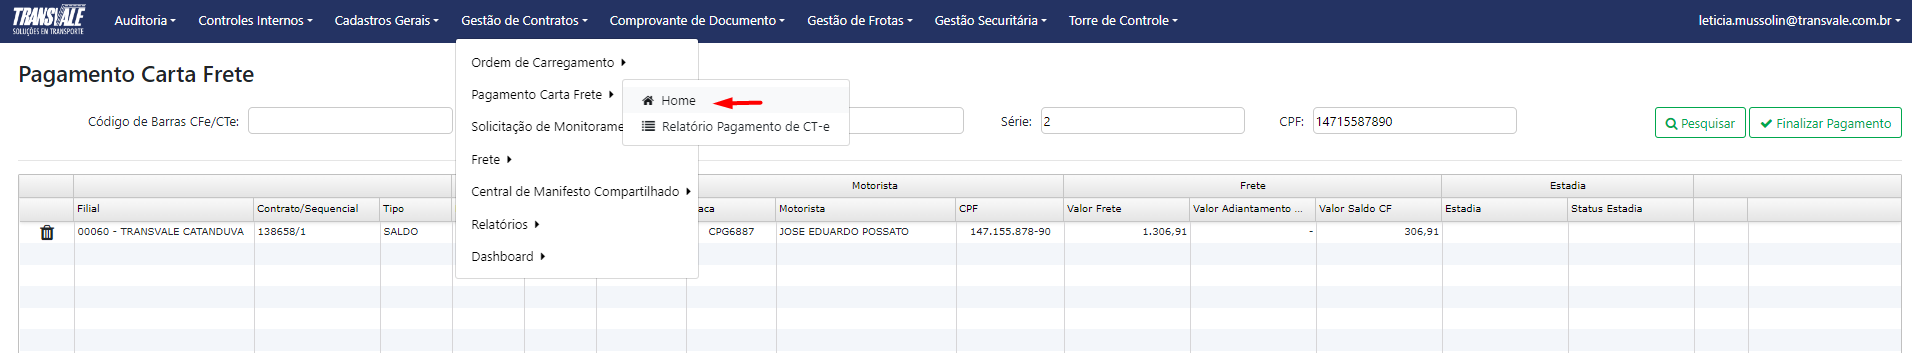 TRANSVALE
SOLUÇÕES EM TRANSPORTE
Auditoria
Controles Internos
Cadastros Gerais
Gestão de Contratos
Comprovante de Documento
Gestão de Frotas
Gestão Securitária
Torre de Controle
leticia.mussolin@transvale.com.br
Pagamento Carta Frete
Ordem de Carregamento
Pagamento Carta Frete
Solicitação de Monitorame
Frete
Central de Manifesto Compartilhado
Relatórios
Dashboard
Home
Relatório Pagamento de CT-e
Código de Barras CFe/CTe:
Série: 2
CPF: 14715587890
Pesquisar
Finalizar Pagamento
Motorista Frete Estadia
Filial Contrato/Sequencial Tipo aca Motorista CPF Valor Frete Valor Adiantamento ... Valor Saldo CF Estadia Status Estadia
00060 - TRANSVALE CATANDUVA 138658/1 SALDO CPG6887 JOSE EDUARDO POSSATO 147.155.878-90 1.306,91 - 306,91